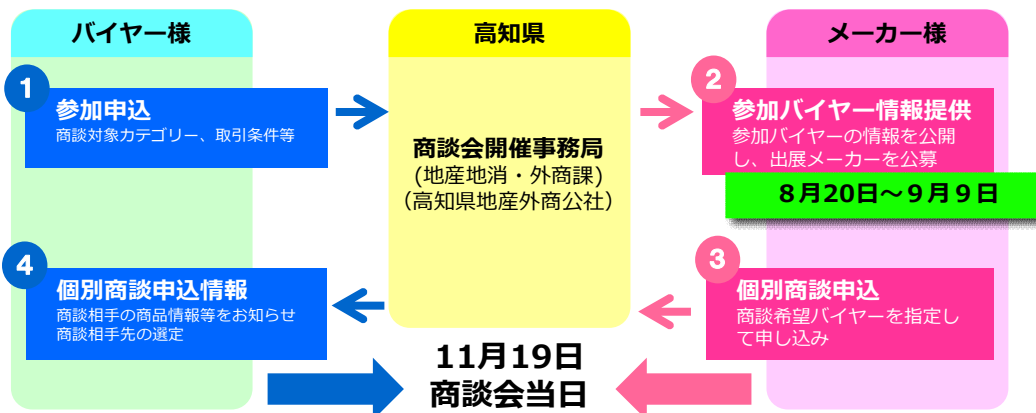 バイヤー様
高知県
メーカー様
1
参加申込
商談対象カテゴリー、取引条件等
2
参加バイヤー情報提供
参加バイヤーの情報を公開
し、出展メーカーを公募
8月20日～9月9日
商談会開催事務局
(地産地消・外商課)
（高知県地産外商公社）
3
個別商談申込
商談希望バイヤーを指定し
て申し込み
4
個別商談申込情報
商談相手の商品情報等をお知らせ
商談相手先の選定
11月19日
商談会当日